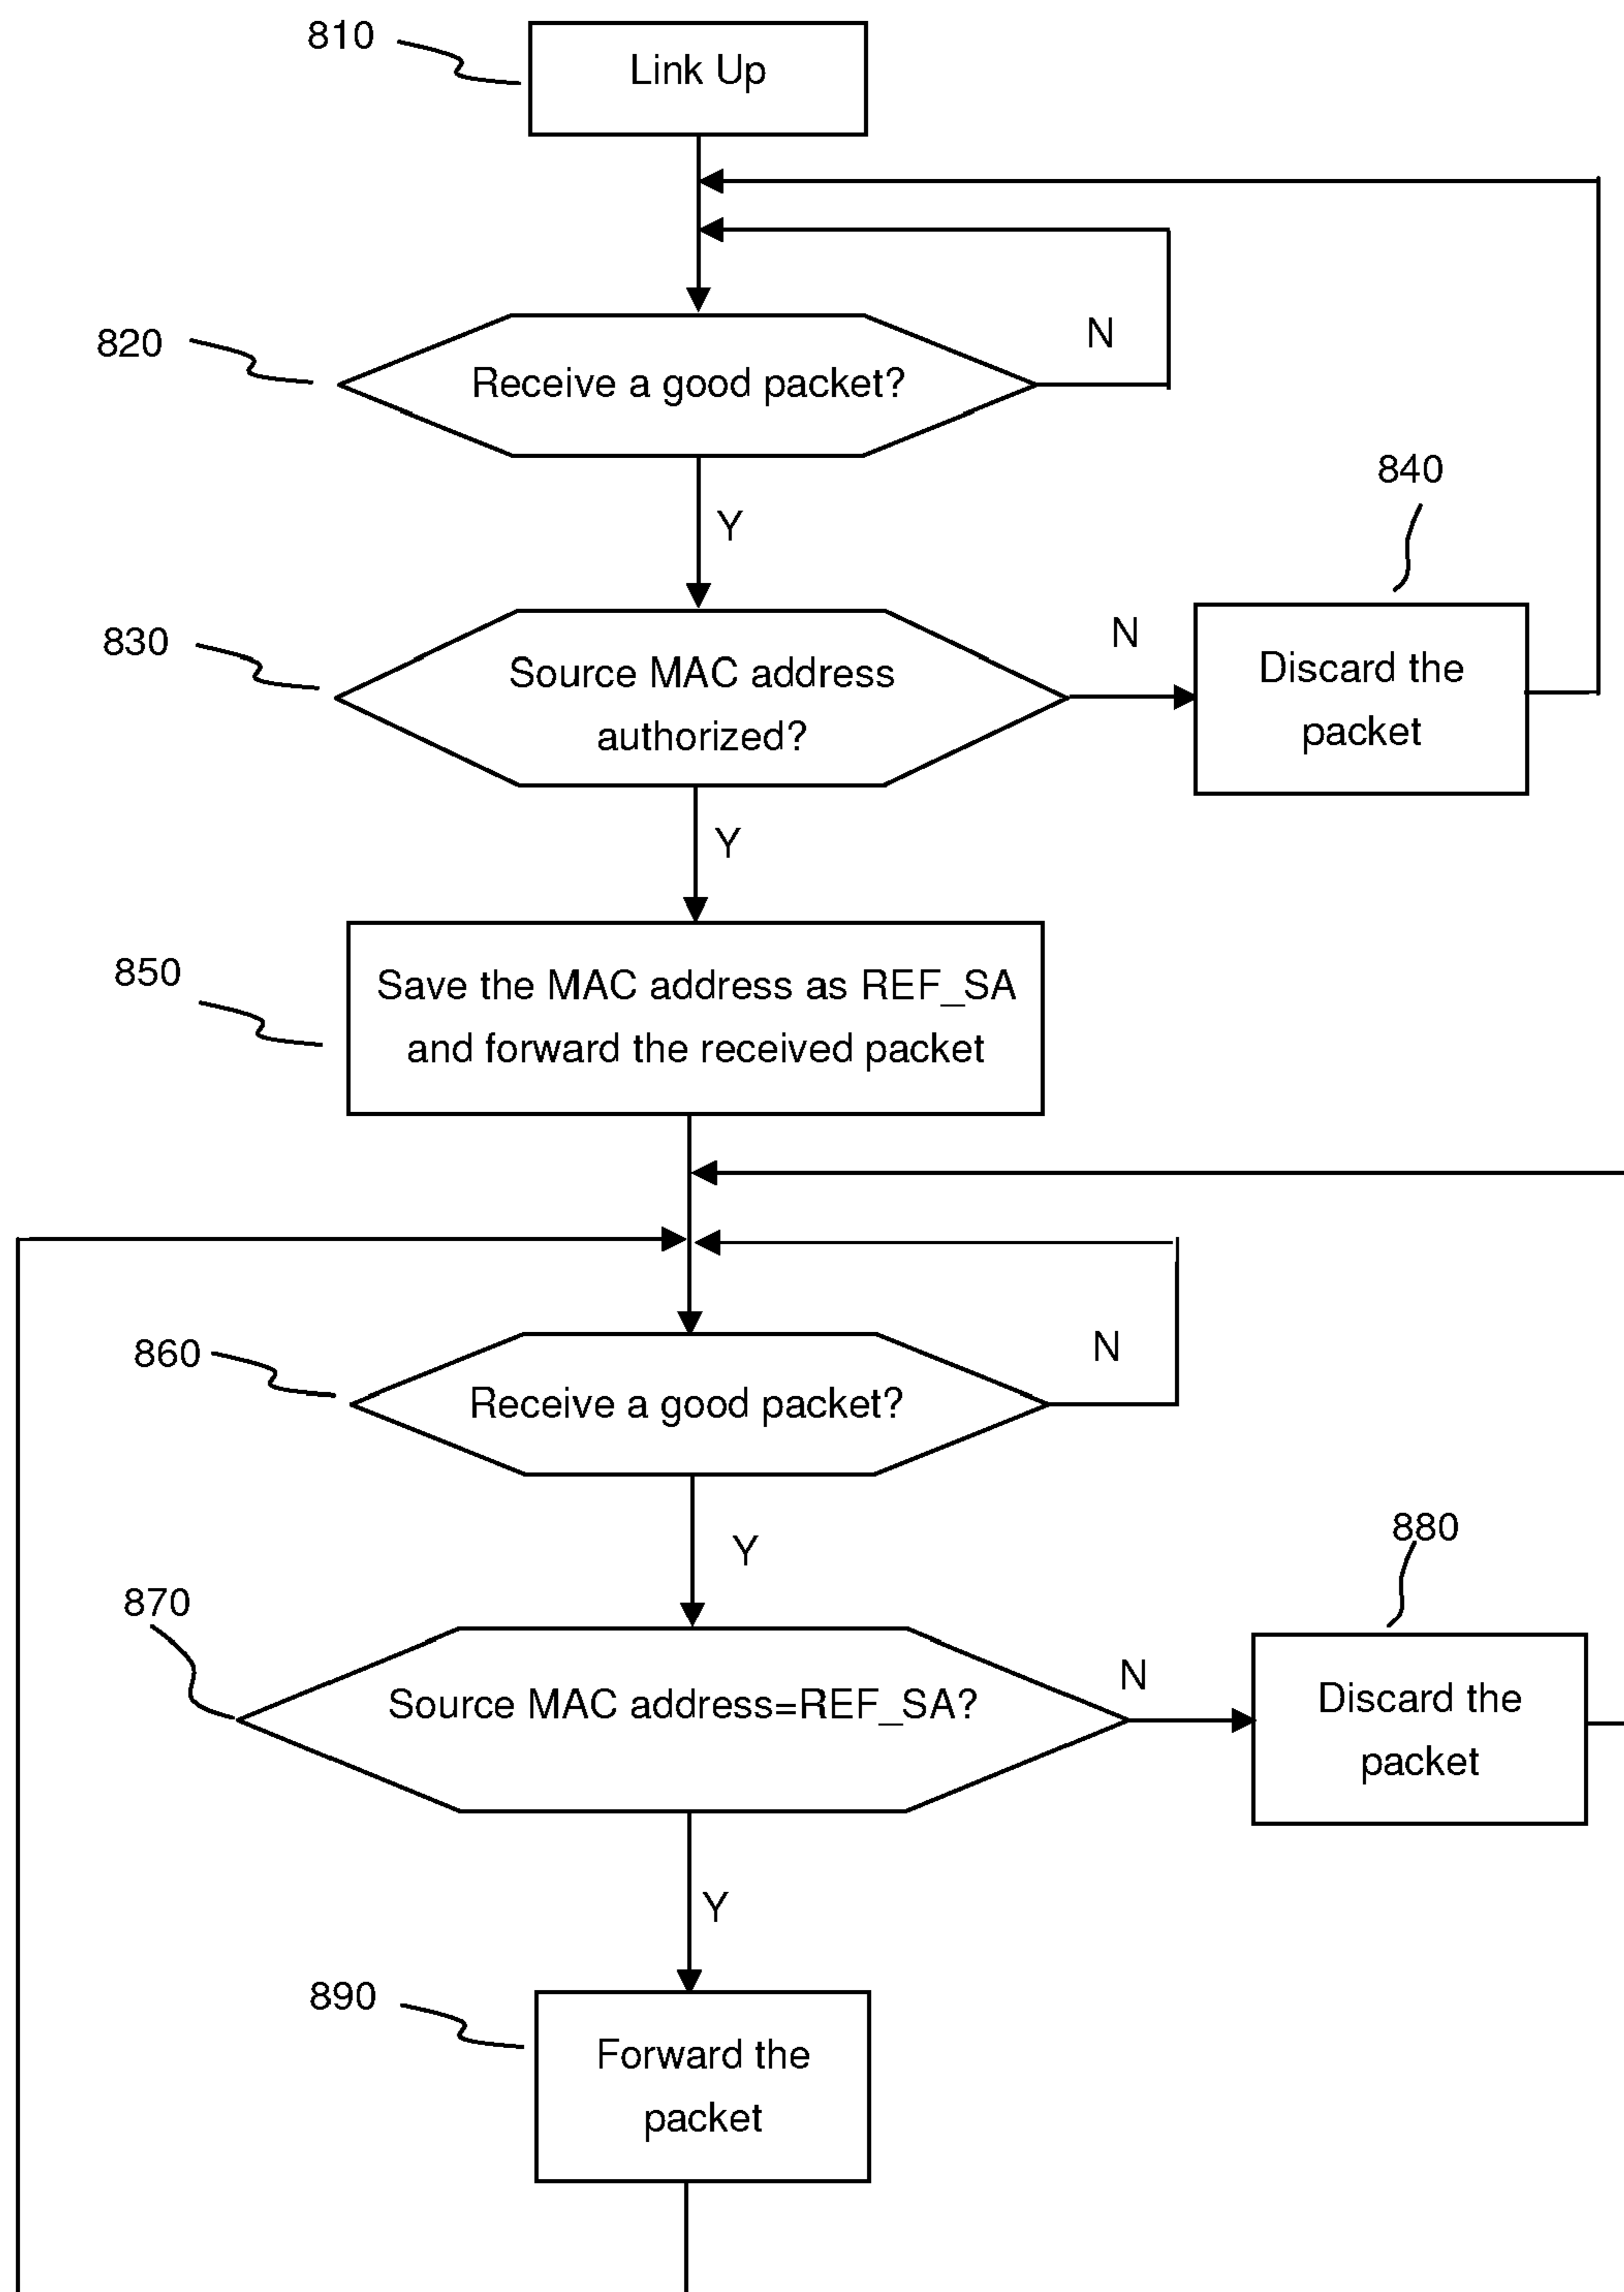 810
Link Up
820
Receive a good packet?
N
Y
840
830
Source MAC address
authorized?
N
Discard the
packet
Y
850
Save the MAC address as REF_SA
and forward the received packet
860
Receive a good packet?
N
Y
880
870
Source MAC address=REF_SA?
N
Discard the
packet
Y
890
Forward the
packet